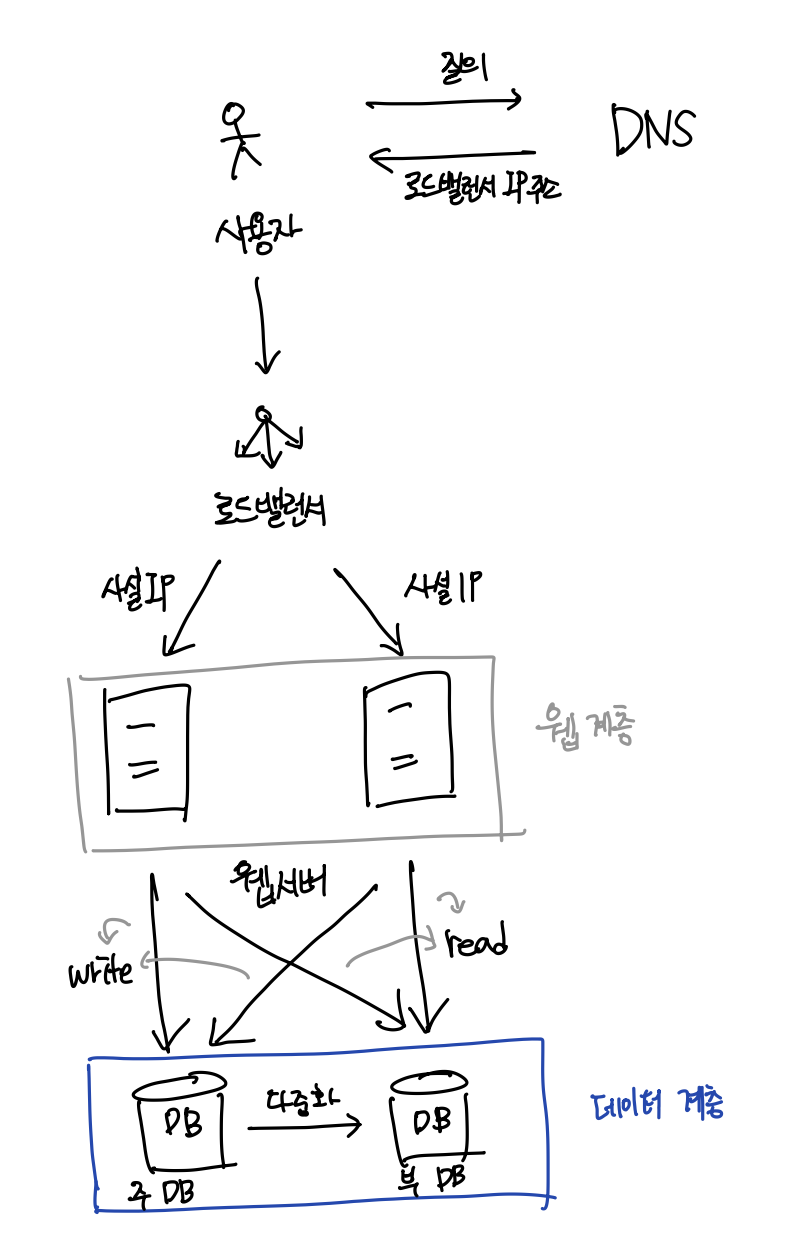 질의
DNS
로드밸런서 IP주소
사용자
로드밸런서
사설IP
사설IP
웹 계층
웹서버
write
read
DB
다중화
DB
데이터 계층
주 DB
부 DB